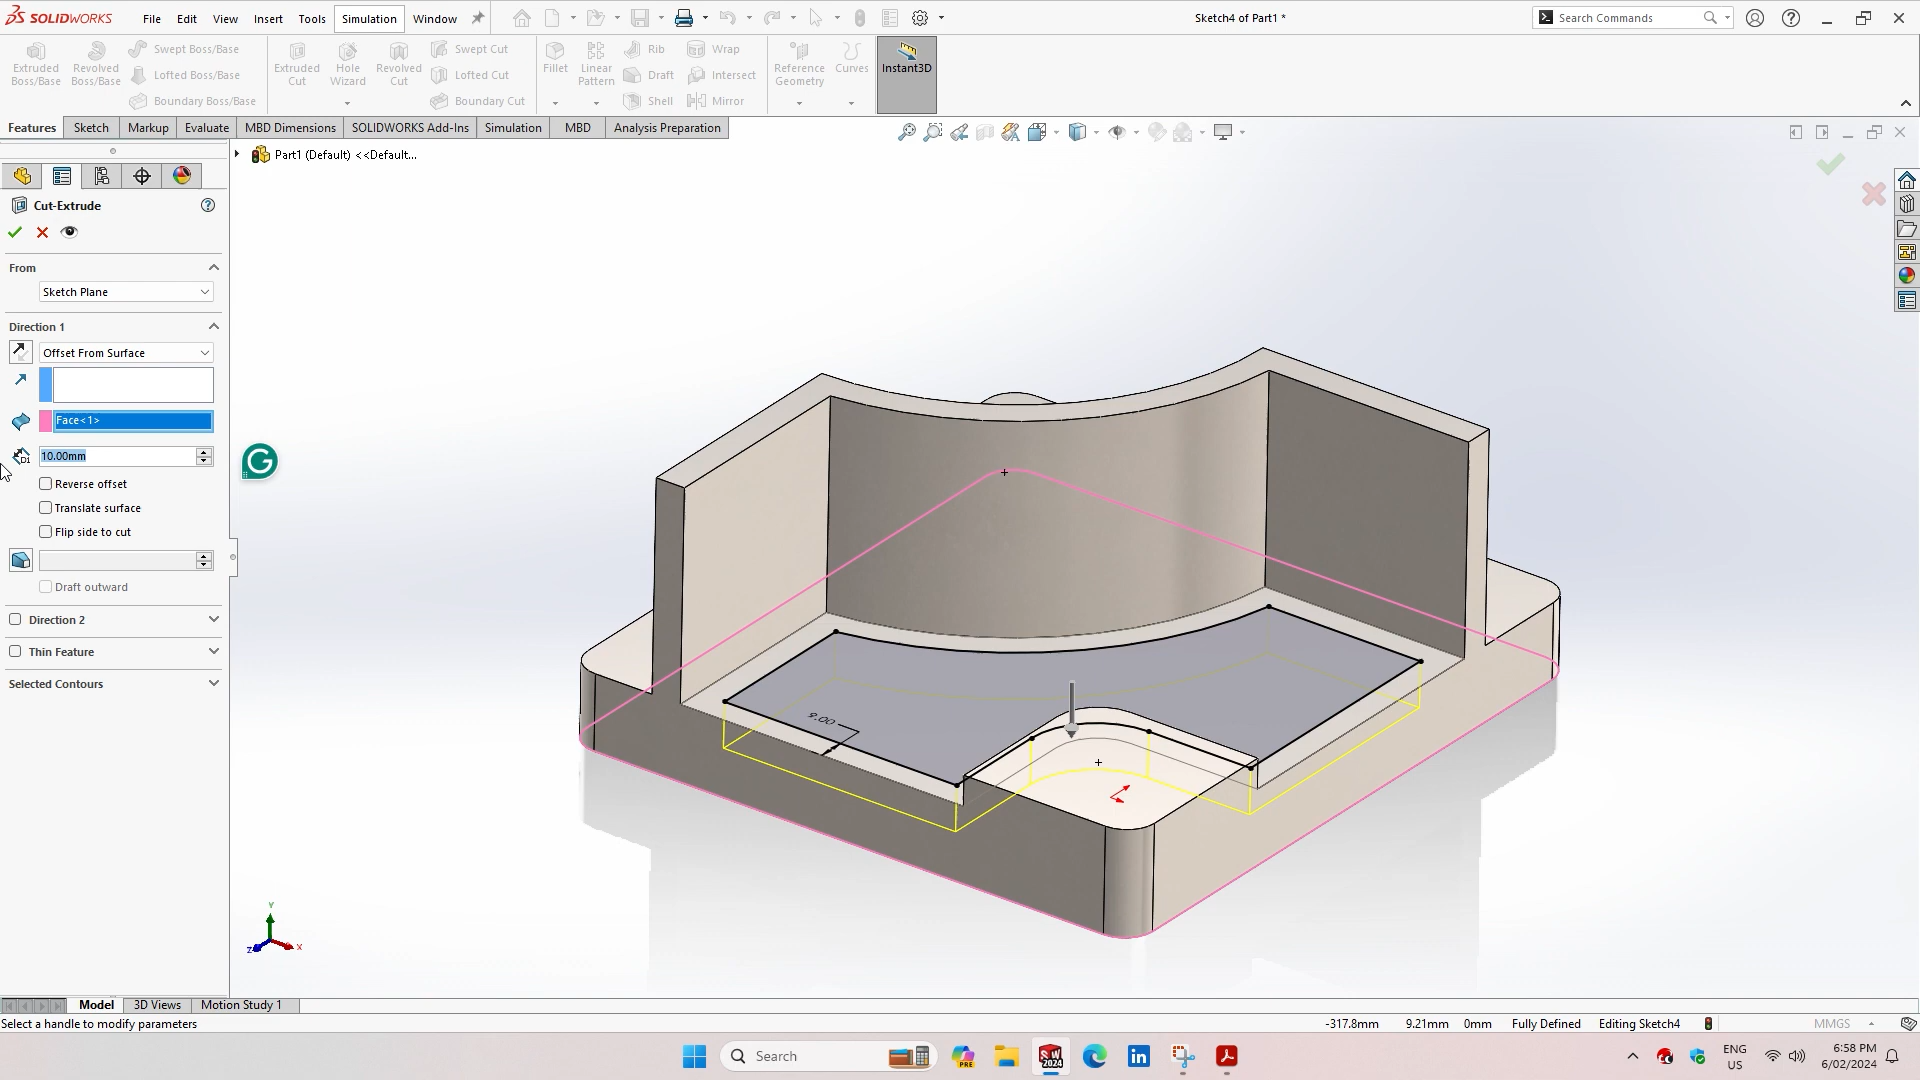 SOLIDWORKS File Edit View Insert Tools Simulation Window Sketch4 of Part1 * Search Commands
Extruded Boss/Base
Revolved Boss/Base
Swept Boss/Base
Lofted Boss/Base
Boundary Boss/Base
Extruded Cut
Hole Wizard
Revolved Cut
Swept Cut
Lofted Cut
Boundary Cut
Fillet
Linear Pattern
Rib
Draft
Shell
Wrap
Intersect
Mirror
Reference Geometry
Curves
Instant3D
Features Sketch Markup Evaluate MBD Dimensions SOLIDWORKS Add-Ins Simulation MBD Analysis Preparation
Part1 (Default) <<Default...
Cut-Extrude
From
Sketch Plane
Direction 1
Offset From Surface
Face<1>
D1
10.00mm
Reverse offset
Translate surface
Flip side to cut
Draft outward
Direction 2
Thin Feature
Selected Contours
G
9.00
Y
Z
X
Model 3D Views Motion Study 1
Select a handle to modify parameters -317.8mm 9.21mm 0mm Fully Defined Editing Sketch4 MMGS
Search
PRE
SW
2024
in
ENG
US
6:58 PM
6/02/2024